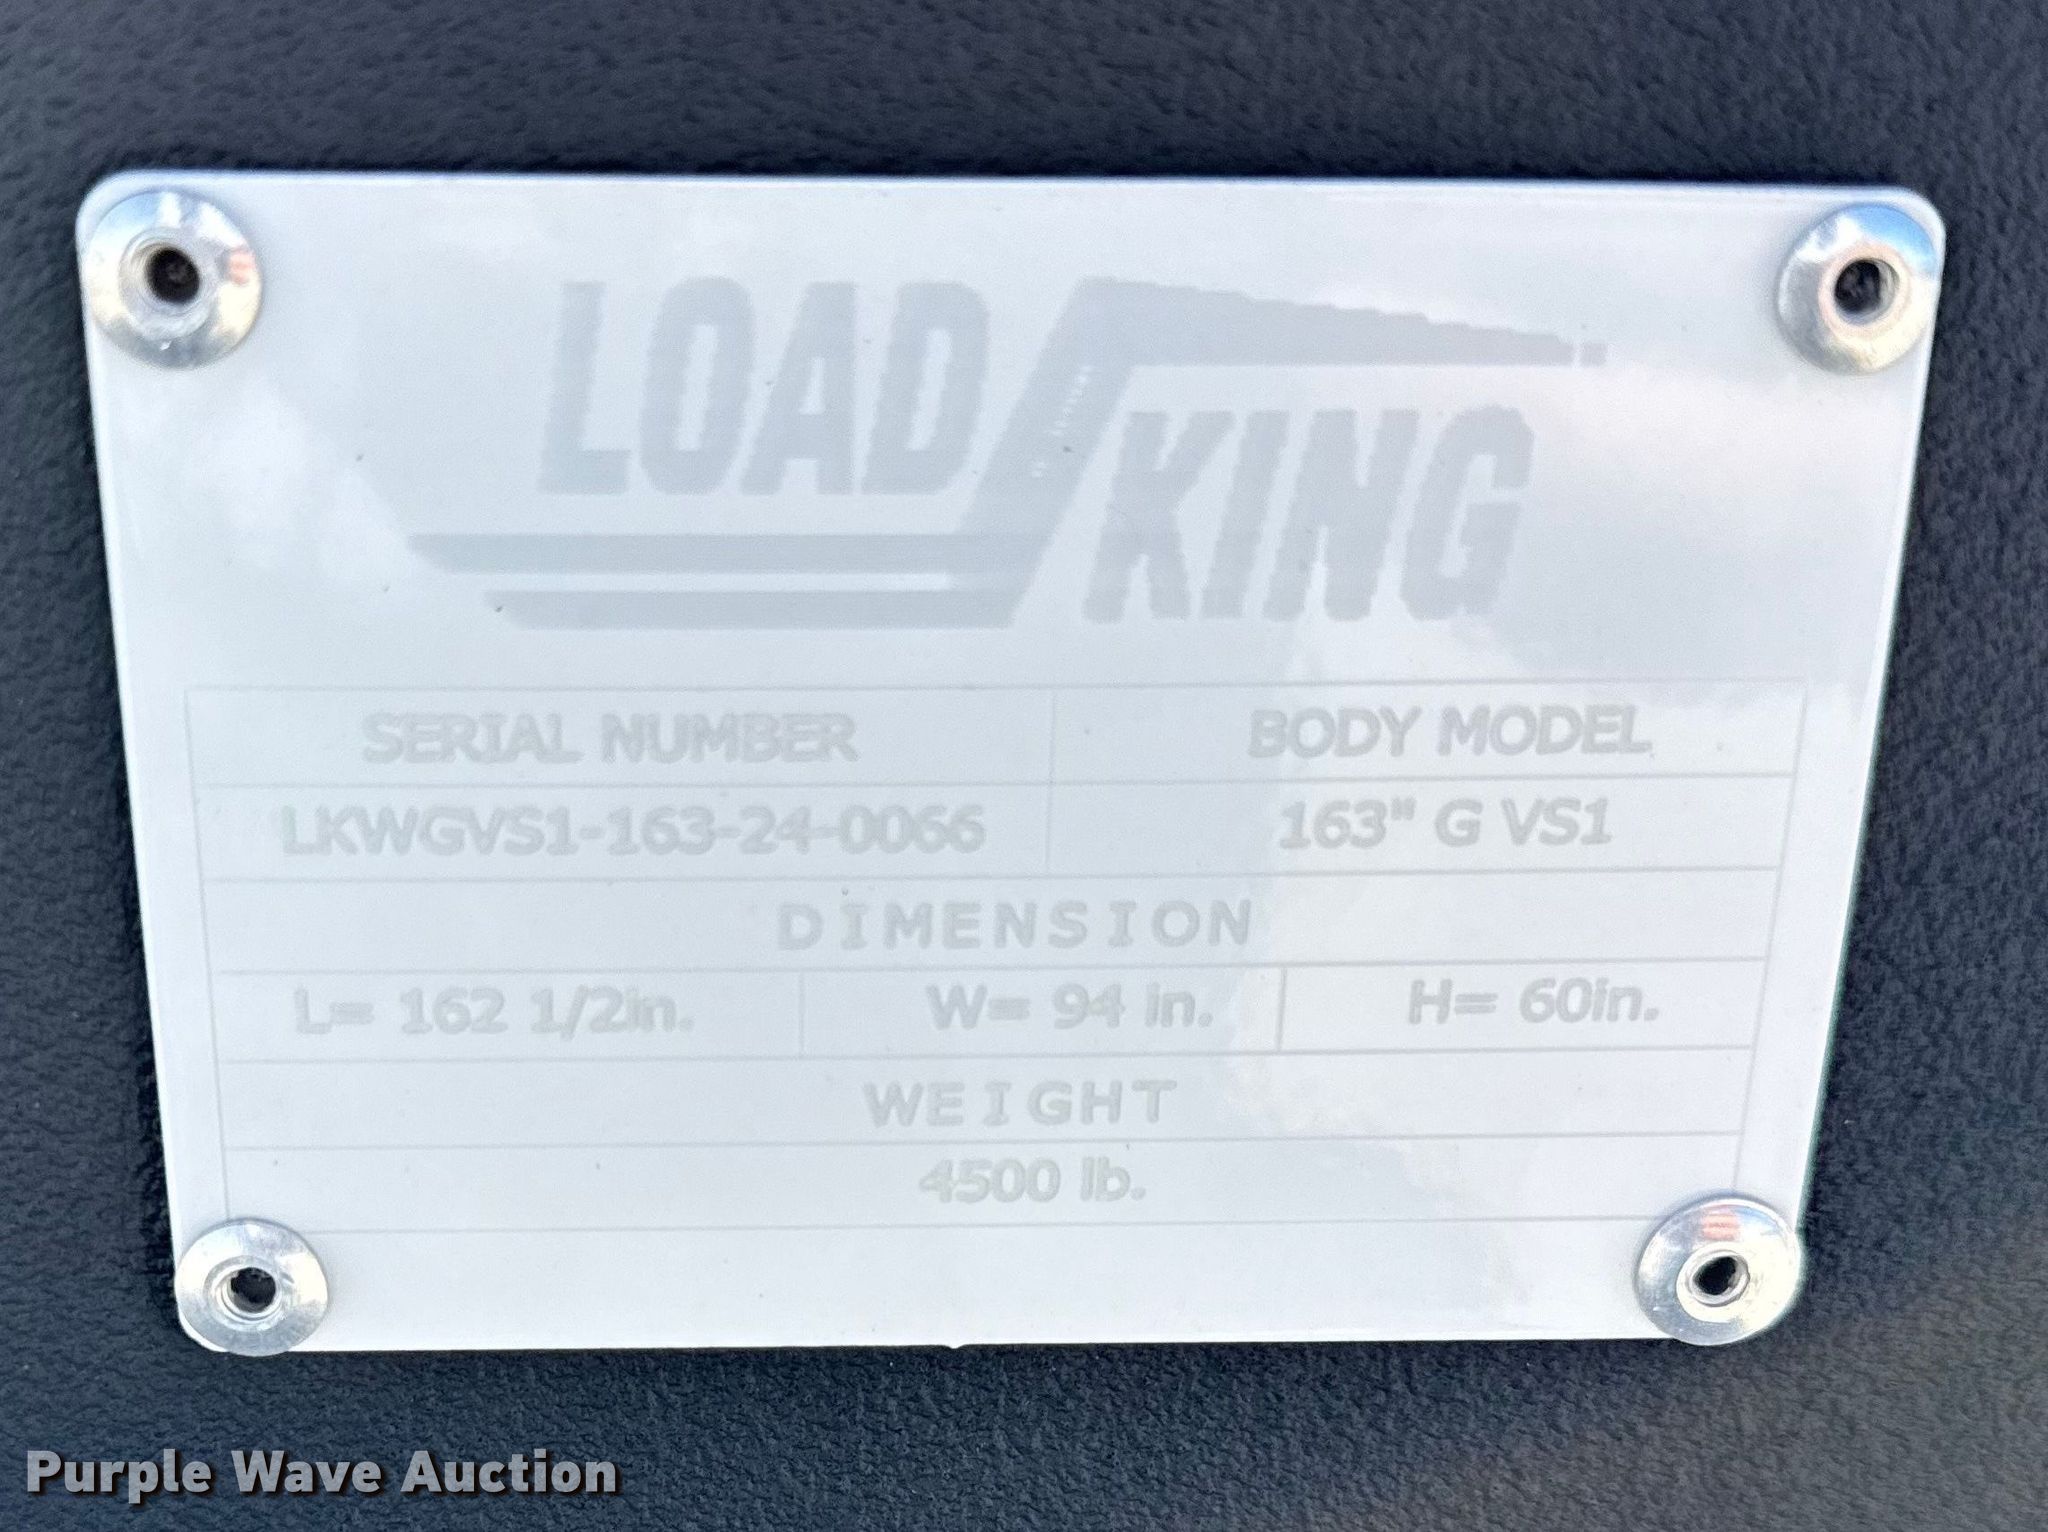 LOAD
KING
SERIAL NUMBER BODY MODEL
LKWGVS1-163-24-0066 163" G VS1
DIMENSION
L= 162 1/2in. W= 94 in. H= 60in.
WEIGHT
4500 lb.
Purple Wave Auction